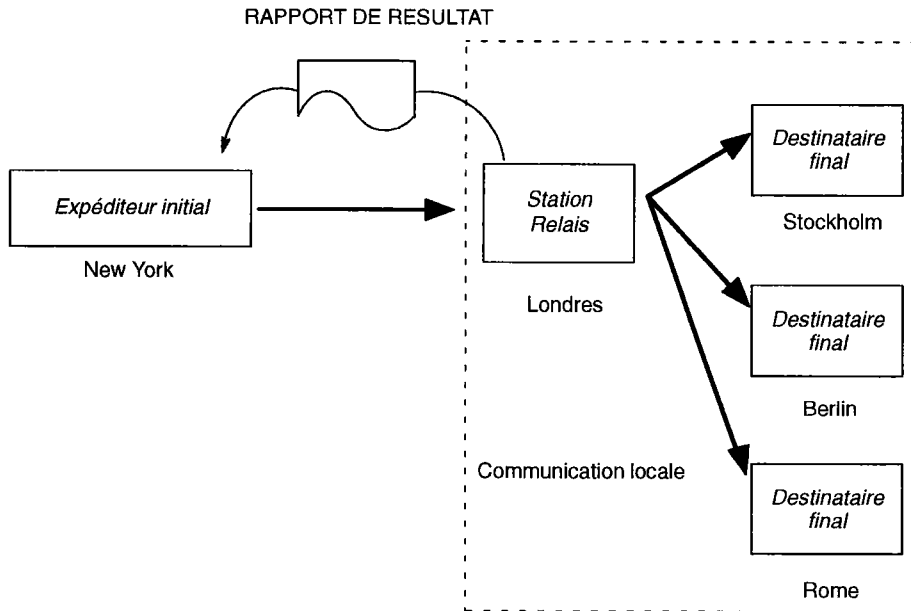 RAPPORT DE RESULTAT
Expéditeur initial
New York
Station
Relais
Londres
Destinataire
final
Stockholm
Destinataire
final
Berlin
Communication locale
Destinataire
final
Rome